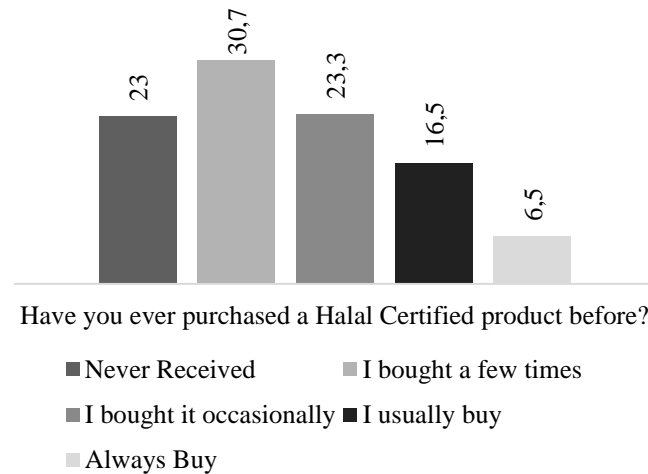 23
30,7
23,3
16,5
6,5
Have you ever purchased a Halal Certified product before?
Never Received
I bought a few times
I bought it occasionally
I usually buy
Always Buy